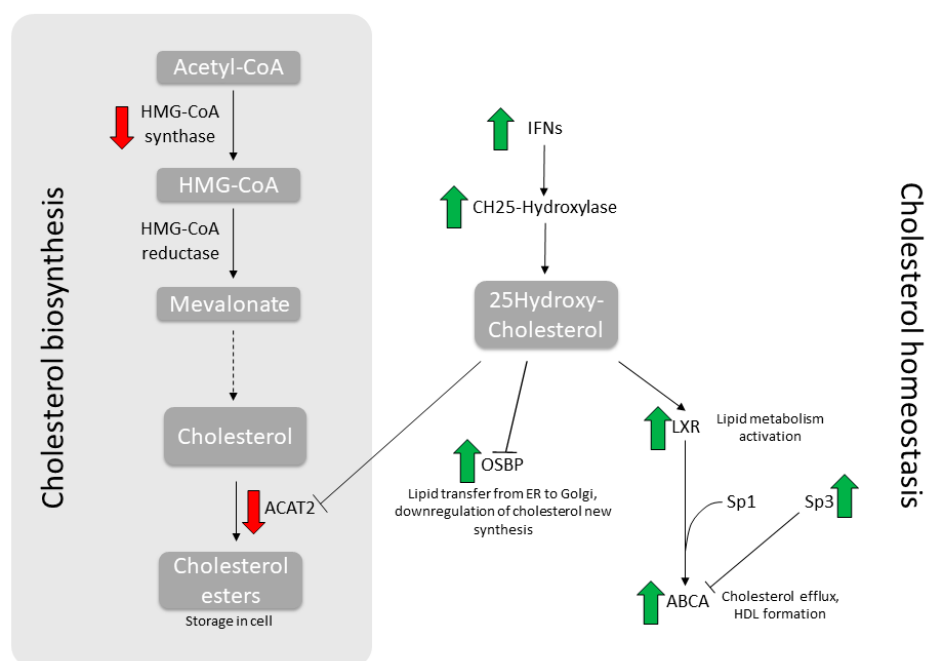 Cholesterol biosynthesis
Acetyl-CoA
HMG-CoA
synthase
HMG-CoA
HMG-CoA
reductase
Mevalonate
Cholesterol
ACAT2
Cholesterol
esters
Storage in cell
IFNs
CH25-Hydroxylase
25Hydroxy-
Cholesterol
OSBP
Lipid transfer from ER to Golgi,
downregulation of cholesterol new
synthesis
LXR
Lipid metabolism
activation
Sp1
Sp3
ABCA
Cholesterol efflux,
HDL formation
Cholesterol homeostasis